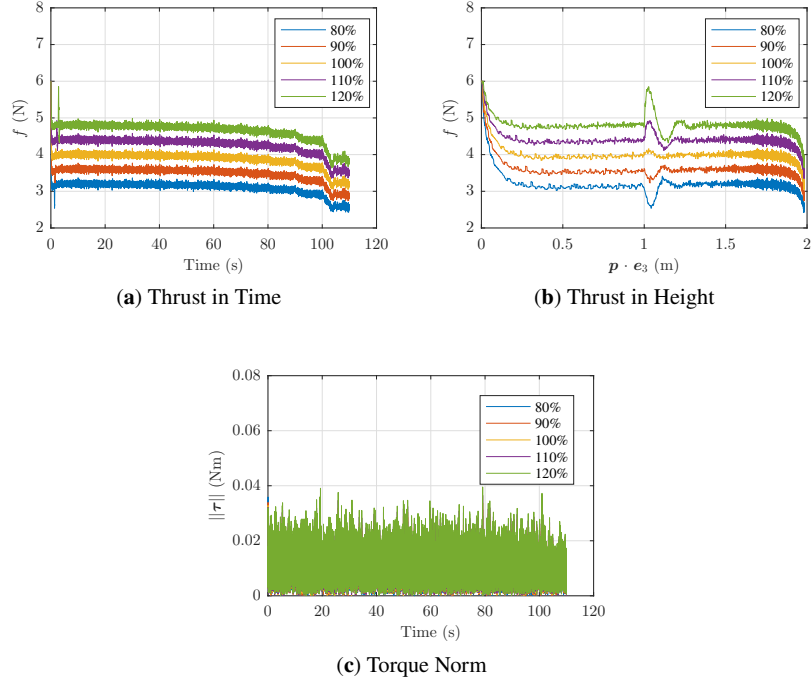 8
7
6
5
4
3
2
f (N)
0 20 40 60 80 100 120
Time (s)
80%
90%
100%
110%
120%
(a) Thrust in Time
8
7
6
5
4
3
2
f (N)
0 0.5 1 1.5 2
p · e₃ (m)
80%
90%
100%
110%
120%
(b) Thrust in Height
0.08
0.06
0.04
0.02
0
||τ|| (Nm)
0 20 40 60 80 100 120
Time (s)
80%
90%
100%
110%
120%
(c) Torque Norm